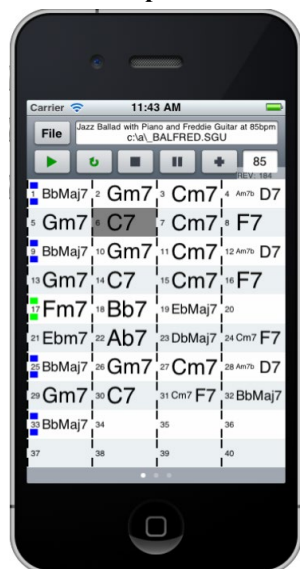 Carrier 11:43 AM
File
Jazz Ballad with Piano and Freddie Guitar at 85bpm
c:\a\_BALFRED.SGU
85
REV: 184
1 BbMaj7 2 Gm7 3 Cm7 4 Am7b D7
5 Gm7 6 C7 7 Cm7 8 F7
9 BbMaj7 10 Gm7 11 Cm7 12 Am7b D7
13 Gm7 14 C7 15 Cm7 16 F7
17 Fm7 18 Bb7 19 EbMaj7 20
21 Ebm7 22 Ab7 23 DbMaj7 24 Cm7 F7
25 BbMaj7 26 Gm7 27 Cm7 28 Am7b D7
29 Gm7 30 C7 31 Cm7 F7 32 BbMaj7
33 BbMaj7 34 35 36
37 38 39 40